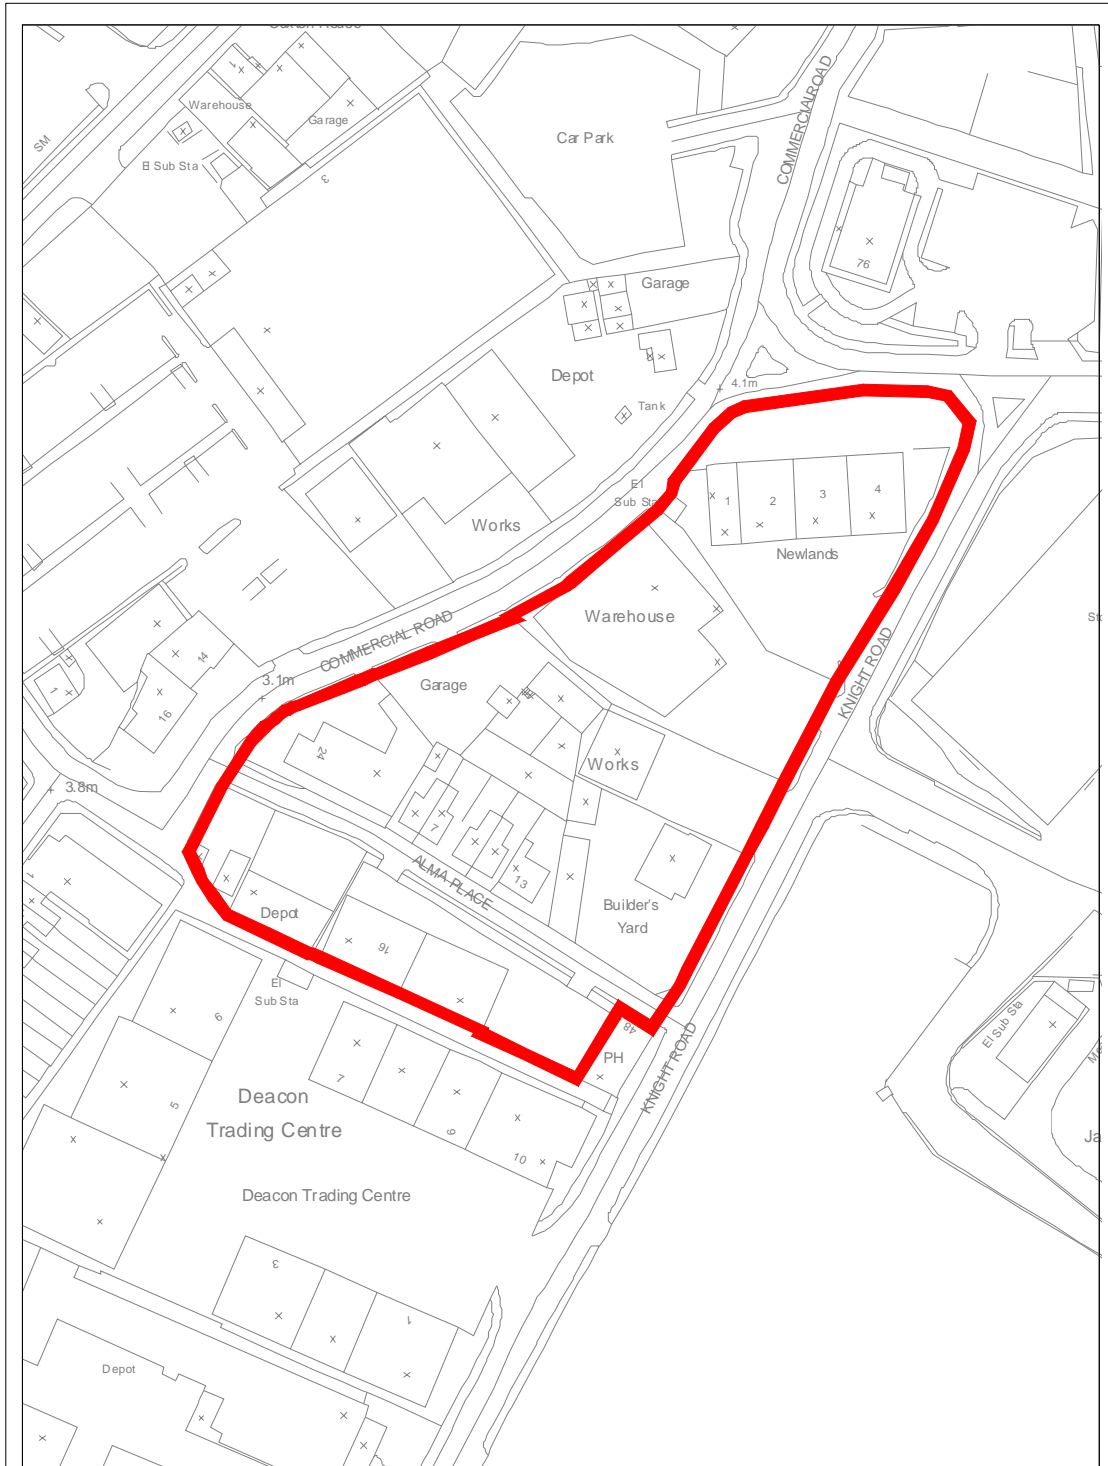 Warehouse
Garage
SM
El Sub Sta
3
Car Park
COMMERCIAL ROAD
76
Garage
Depot
4.1m
Tank
El
Sub Sta
1
2
3
4
Newlands
Works
Warehouse
COMMERCIAL ROAD
KNIGHT ROAD
3.1m
Garage
14
16
1
24
3.8m
Works
7
13
ALMA PLACE
1
Builder's
Yard
Depot
16
El
Sub Sta
48
PH
KNIGHT ROAD
El Sub Sta
6
7
9
10
5
Deacon
Trading Centre
Deacon Trading Centre
3
1
Depot